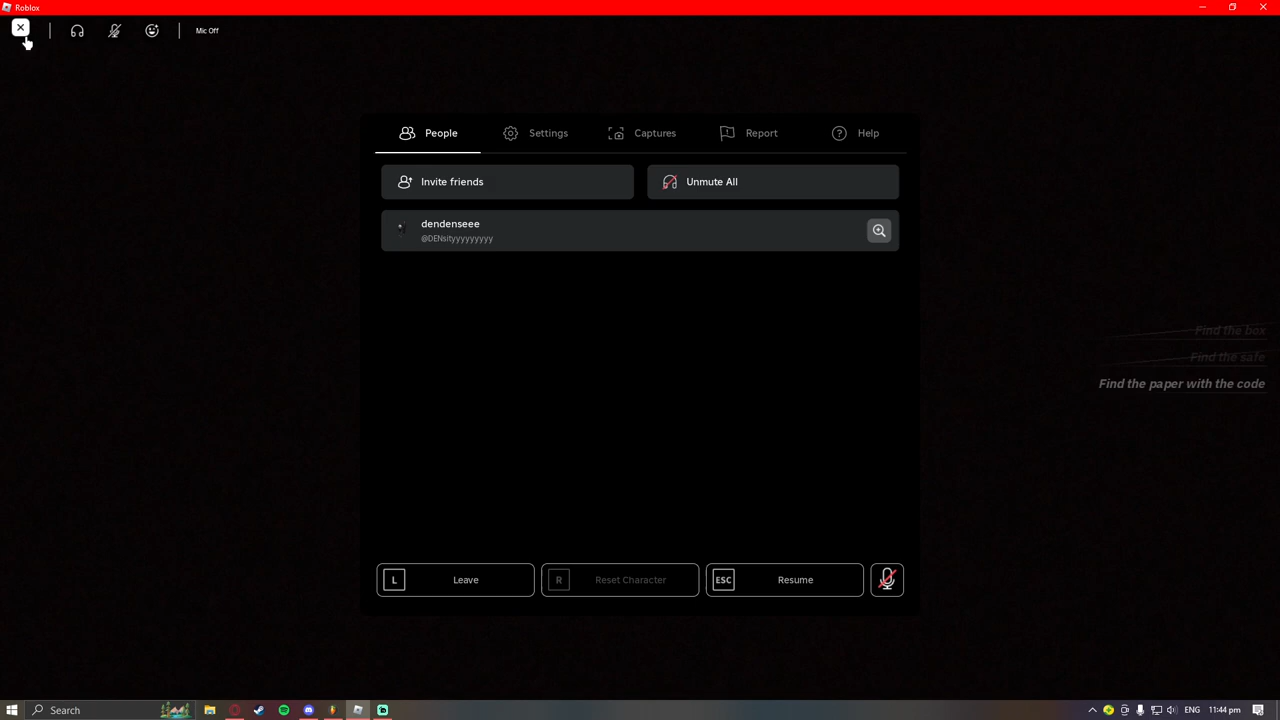 Roblox
Mic Off
People
Settings
Captures
Report
Help
Invite friends
Unmute All
dendenseee
@DENsityyyyyyyyy
Find the box
Find the safe
Find the paper with the code
L Leave
R Reset Character
ESC Resume
Search
ENG
11:44 pm